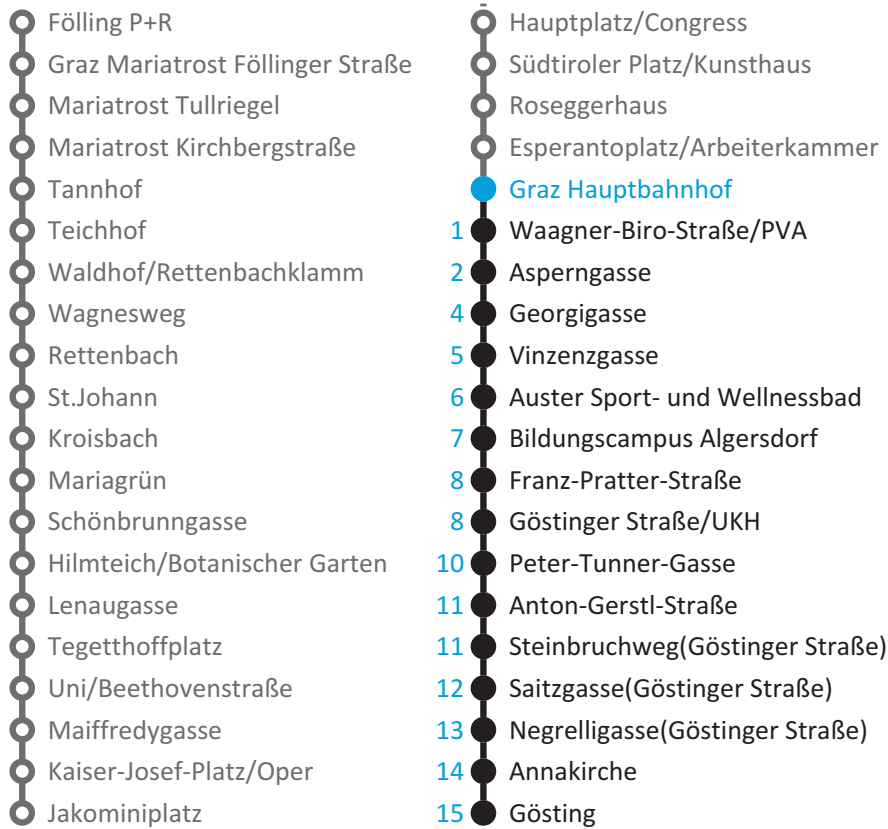 Fölling P+R
Graz Mariatrost Föllinger Straße
Mariatrost Tullriegel
Mariatrost Kirchbergstraße
Tannhof
Teichhof
Waldhof/Rettenbachklamm
Wagnesweg
Rettenbach
St.Johann
Kroisbach
Mariagrün
Schönbrunngasse
Hilmteich/Botanischer Garten
Lenaugasse
Tegetthoffplatz
Uni/Beethovenstraße
Maiffredygasse
Kaiser-Josef-Platz/Oper
Jakominiplatz
Hauptplatz/Congress
Südtiroler Platz/Kunsthaus
Roseggerhaus
Esperantoplatz/Arbeiterkammer
Graz Hauptbahnhof
1 Waagner-Biro-Straße/PVA
2 Asperngasse
4 Georgigasse
5 Vinzenzgasse
6 Auster Sport- und Wellnessbad
7 Bildungscampus Algersdorf
8 Franz-Pratter-Straße
8 Göstinger Straße/UKH
10 Peter-Tunner-Gasse
11 Anton-Gerstl-Straße
11 Steinbruchweg(Göstinger Straße)
12 Saitzgasse(Göstinger Straße)
13 Negrelligasse(Göstinger Straße)
14 Annakirche
15 Gösting